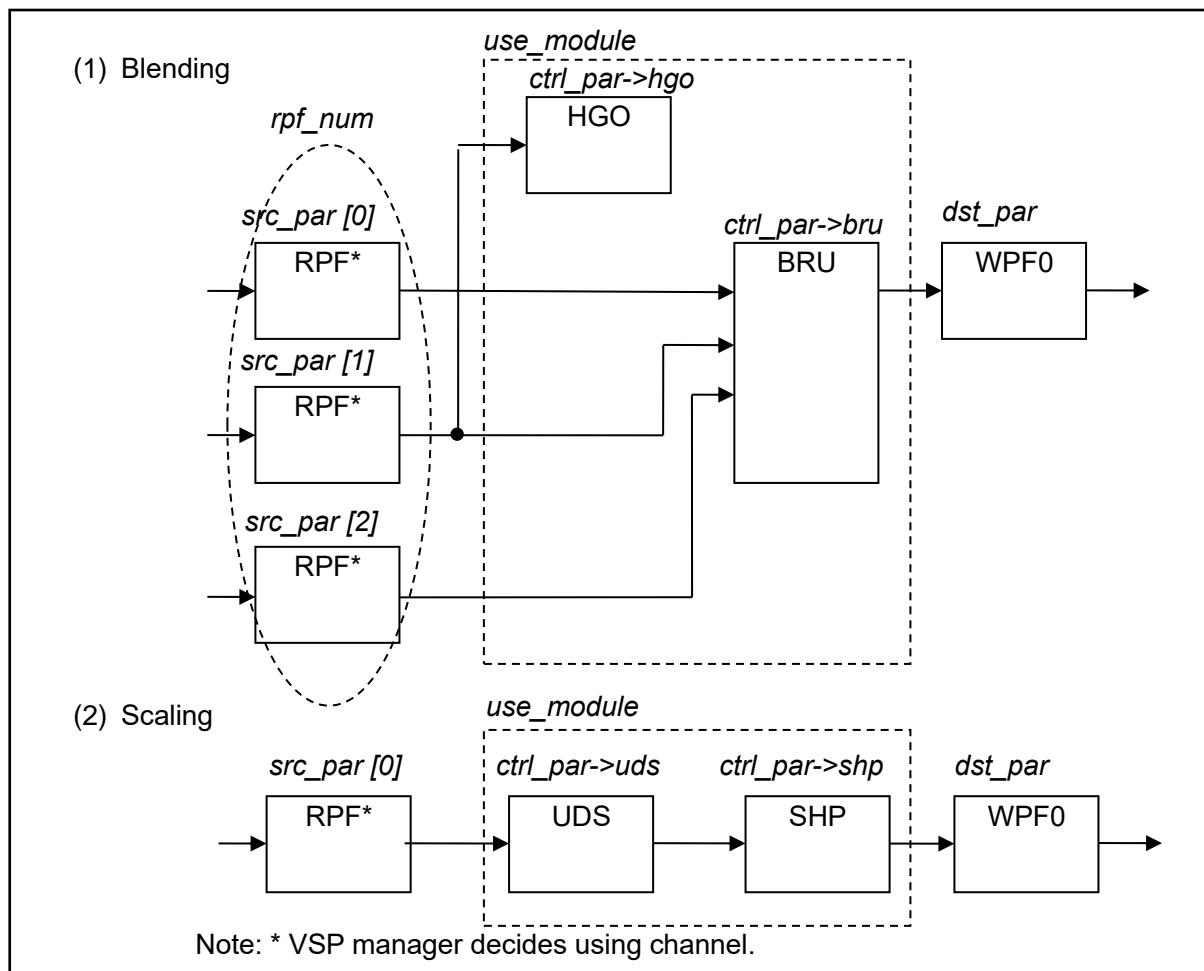 (1) Blending
use_module
ctrl_par->hgo
HGO
rpf_num
src_par [0]
RPF*
ctrl_par->bru
BRU
dst_par
WPF0
src_par [1]
RPF*
src_par [2]
RPF*
(2) Scaling
use_module
src_par [0]
RPF*
ctrl_par->uds
UDS
ctrl_par->shp
SHP
dst_par
WPF0
Note: * VSP manager decides using channel.